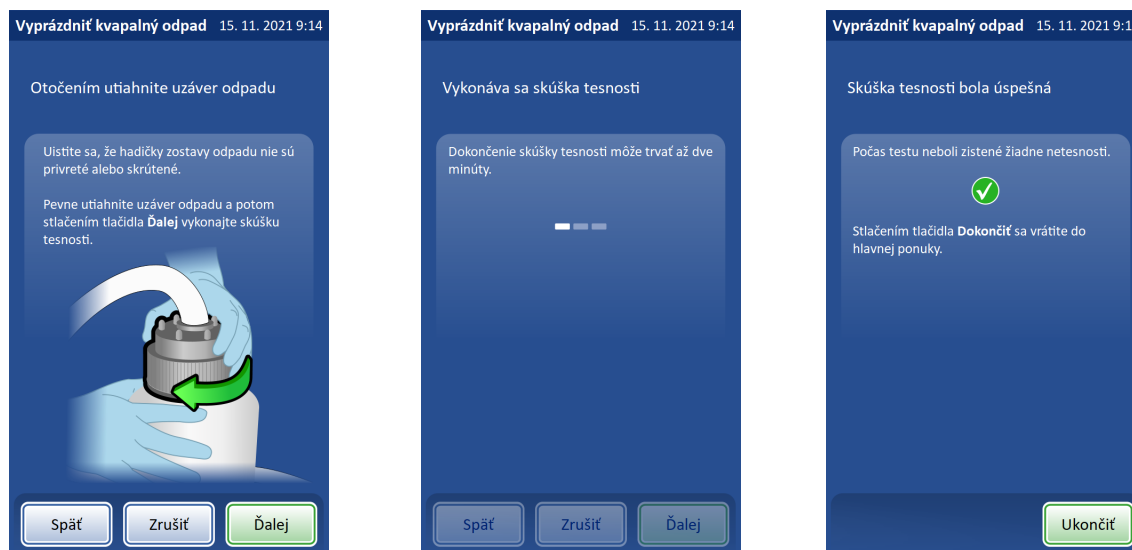 Vyprázdniť kvapalný odpad 15. 11. 2021 9:14
Otočením utiahnite uzáver odpadu
Uistite sa, že hadičky zostavy odpadu nie sú
privreté alebo skrútené.
Pevne utiahnite uzáver odpadu a potom
stlačením tlačidla Ďalej vykonajte skúšku
tesnosti.
Späť Zrušiť Ďalej
Vyprázdniť kvapalný odpad 15. 11. 2021 9:14
Vykonáva sa skúška tesnosti
Dokončenie skúšky tesnosti môže trvať až dve
minúty.
Späť Zrušiť Ďalej
Vyprázdniť kvapalný odpad 15. 11. 2021 9:1
Skúška tesnosti bola úspešná
Počas testu neboli zistené žiadne netesnosti.
Stlačením tlačidla Dokončiť sa vrátite do
hlavnej ponuky.
Ukončiť